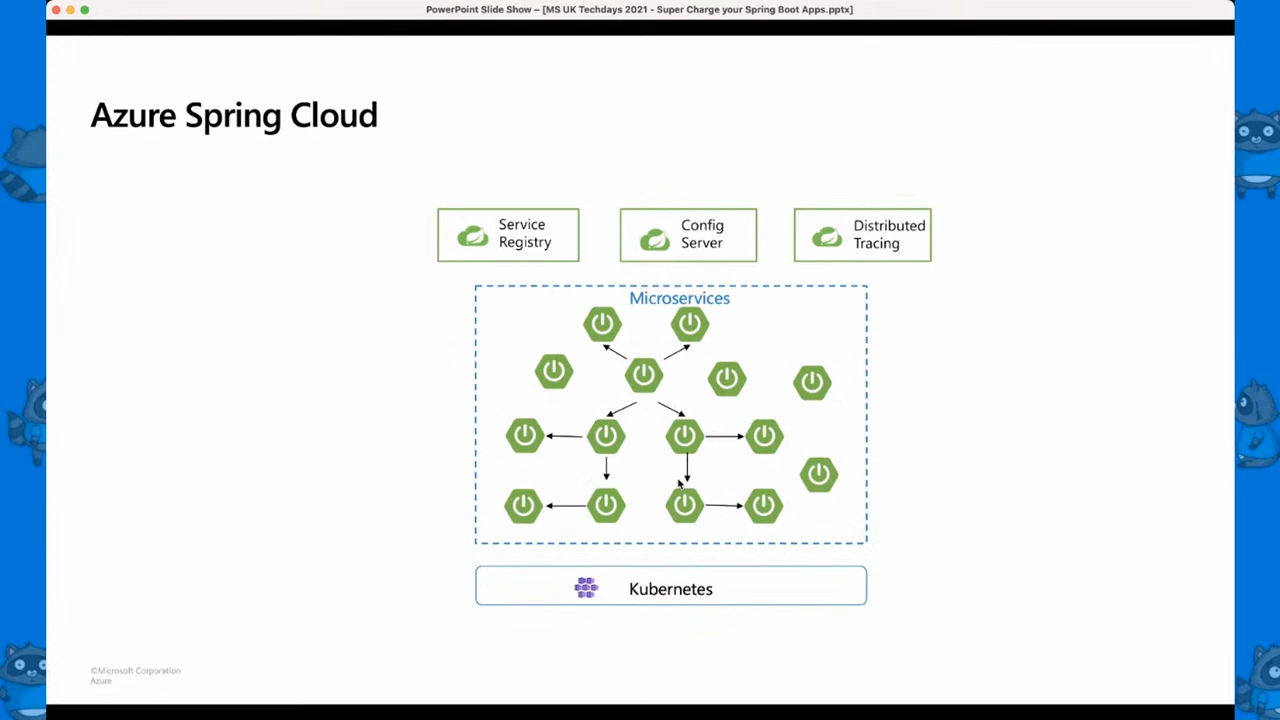 PowerPoint Slide Show – [MS UK Techdays 2021 - Super Charge your Spring Boot Apps.pptx]
Azure Spring Cloud
Service
Registry
Config
Server
Distributed
Tracing
Microservices
Kubernetes
©Microsoft Corporation
Azure